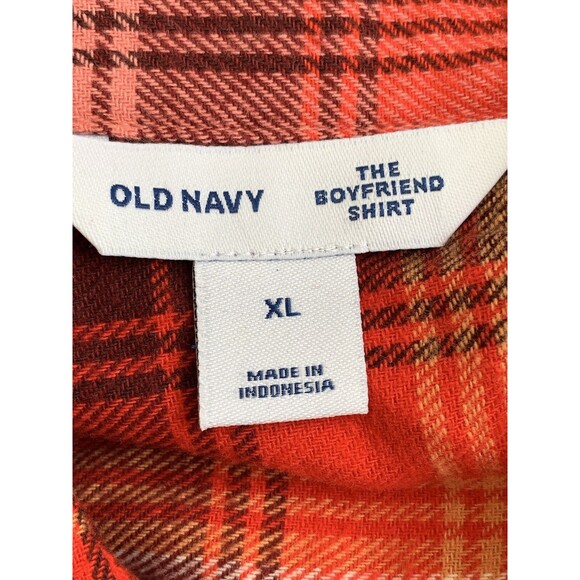 OLD NAVY
THE
BOYFRIEND
SHIRT
XL
MADE IN
INDONESIA